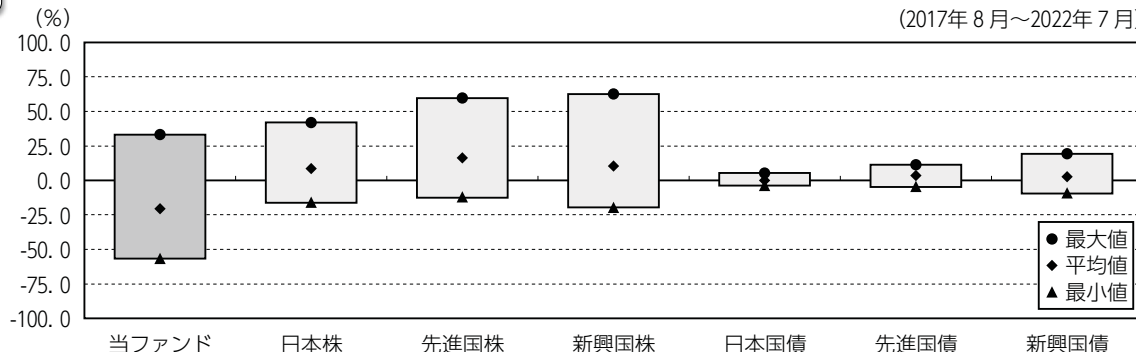 (%)
(2017年8月～2022年7月)
100.0
75.0
50.0
25.0
0.0
-25.0
-50.0
-75.0
-100.0
● 最大値
◆ 平均値
▲ 最小値
当ファンド 日本株 先進国株 新興国株 日本国債 先進国債 新興国債